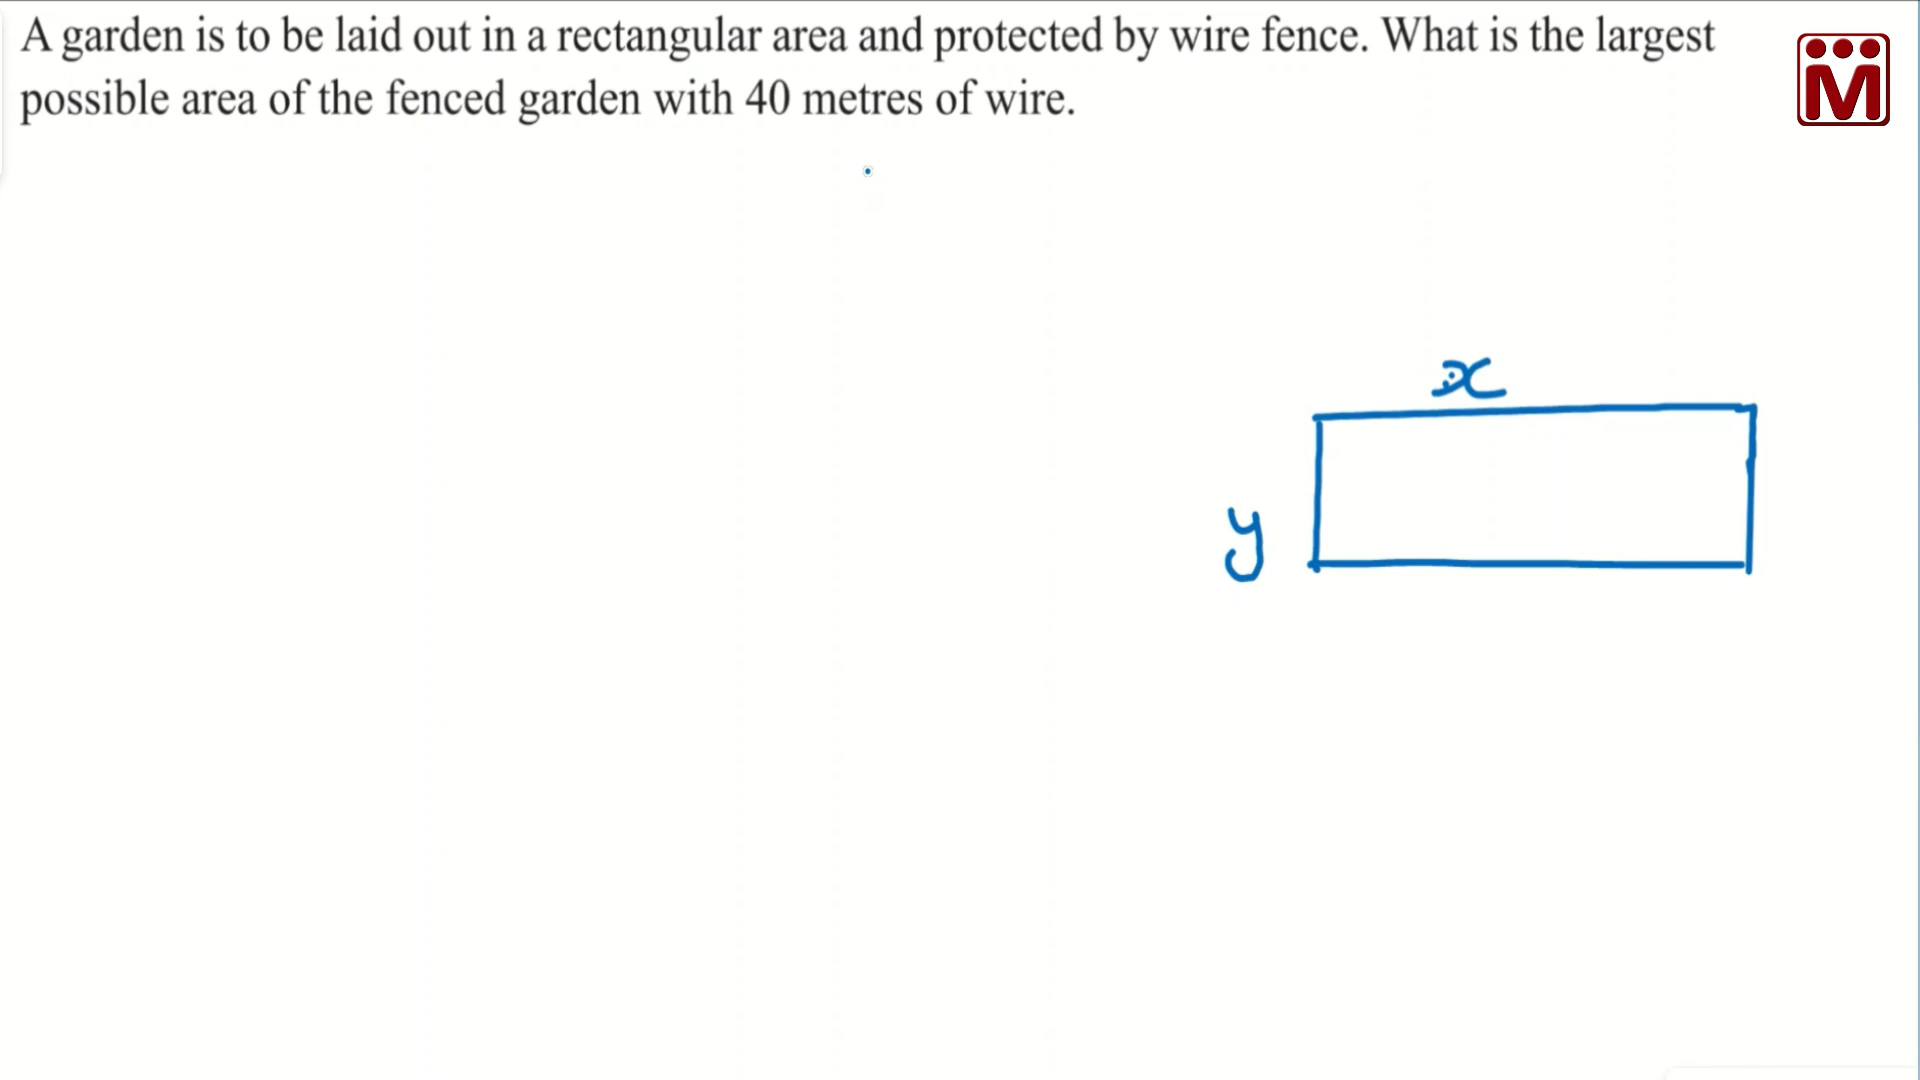 A garden is to be laid out in a rectangular area and protected by wire fence. What is the largest
possible area of the fenced garden with 40 metres of wire.
M
x
y